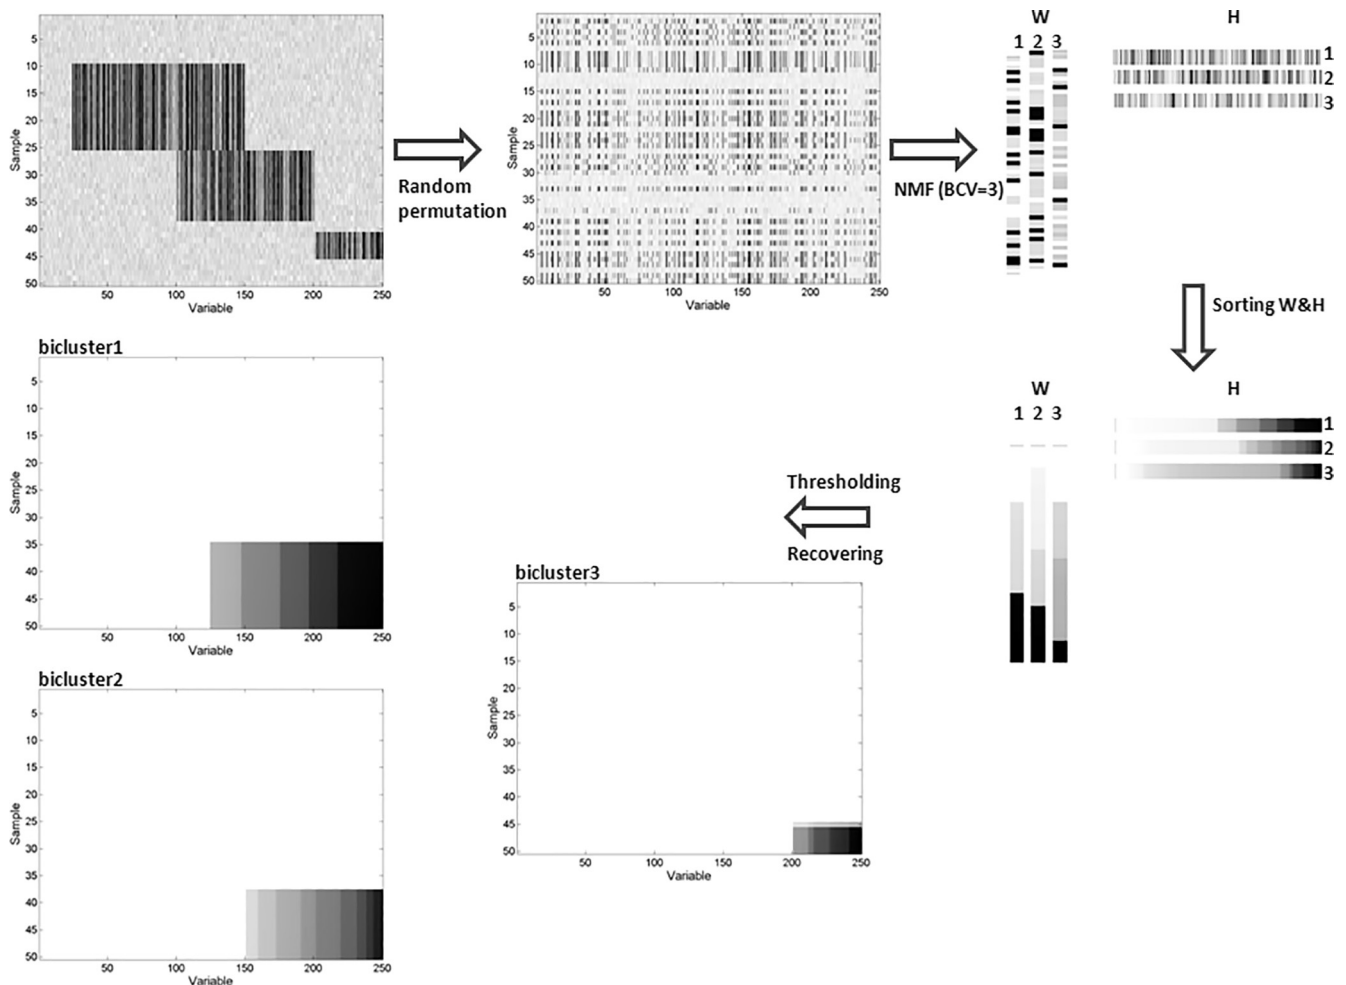 5
10
15
20
25
30
35
40
45
50
Sample
50 100 150 200 250
Variable
Random
permutation
5
10
15
20
25
30
35
40
45
50
Sample
50 100 150 200 250
Variable
NMF (BCV=3)
W
1 2 3
H
1
2
3
Sorting W&H
W
1 2 3
H
1
2
3
Thresholding
Recovering
bicluster1
5
10
15
20
25
30
35
40
45
50
Sample
50 100 150 200 250
Variable
bicluster2
5
10
15
20
25
30
35
40
45
50
Sample
50 100 150 200 250
Variable
bicluster3
5
10
15
20
25
30
35
40
45
50
Sample
50 100 150 200 250
Variable